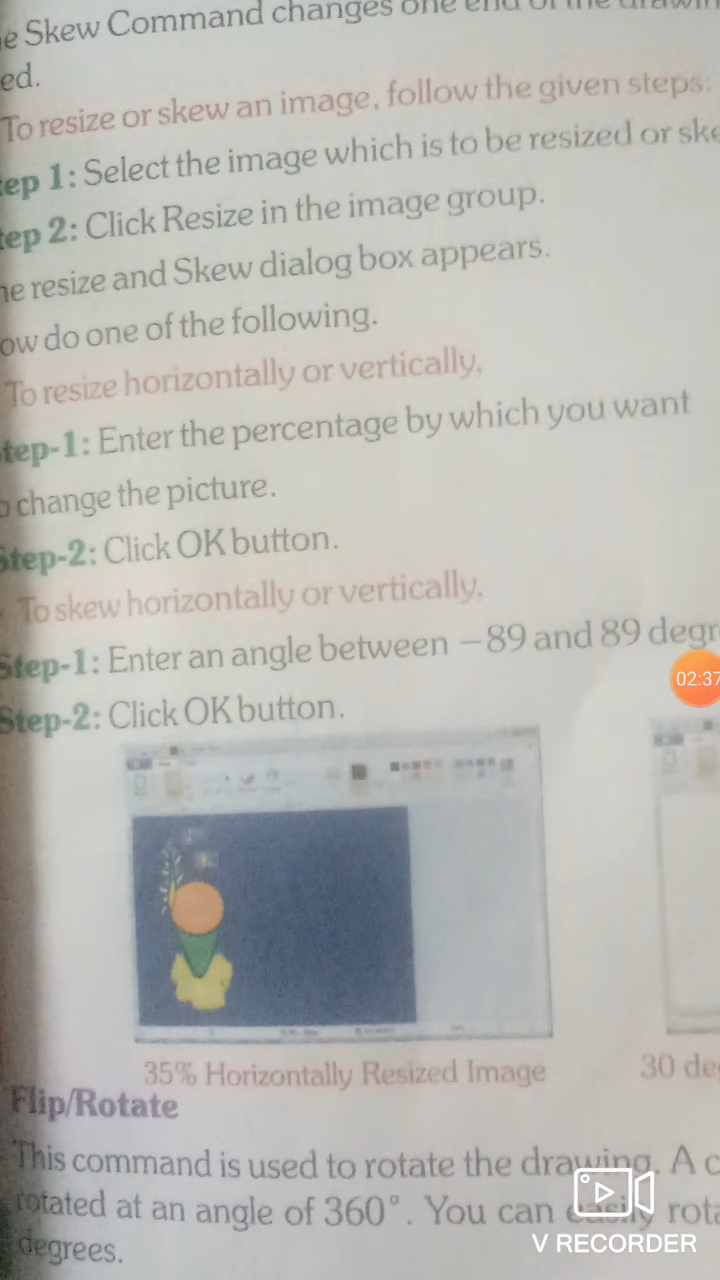 e Skew Command changes one end of the drawin
ed.
To resize or skew an image, follow the given steps:
tep 1: Select the image which is to be resized or ske
tep 2: Click Resize in the image group.
he resize and Skew dialog box appears.
ow do one of the following.
To resize horizontally or vertically,
Step-1: Enter the percentage by which you want
o change the picture.
Step-2: Click OK button.
To skew horizontally or vertically,
Step-1: Enter an angle between –89 and 89 degr
02:37
Step-2: Click OK button.
35% Horizontally Resized Image
30 de
Flip/Rotate
This command is used to rotate the drawing. A c
rotated at an angle of 360°. You can easily rota
degrees.
V RECORDER